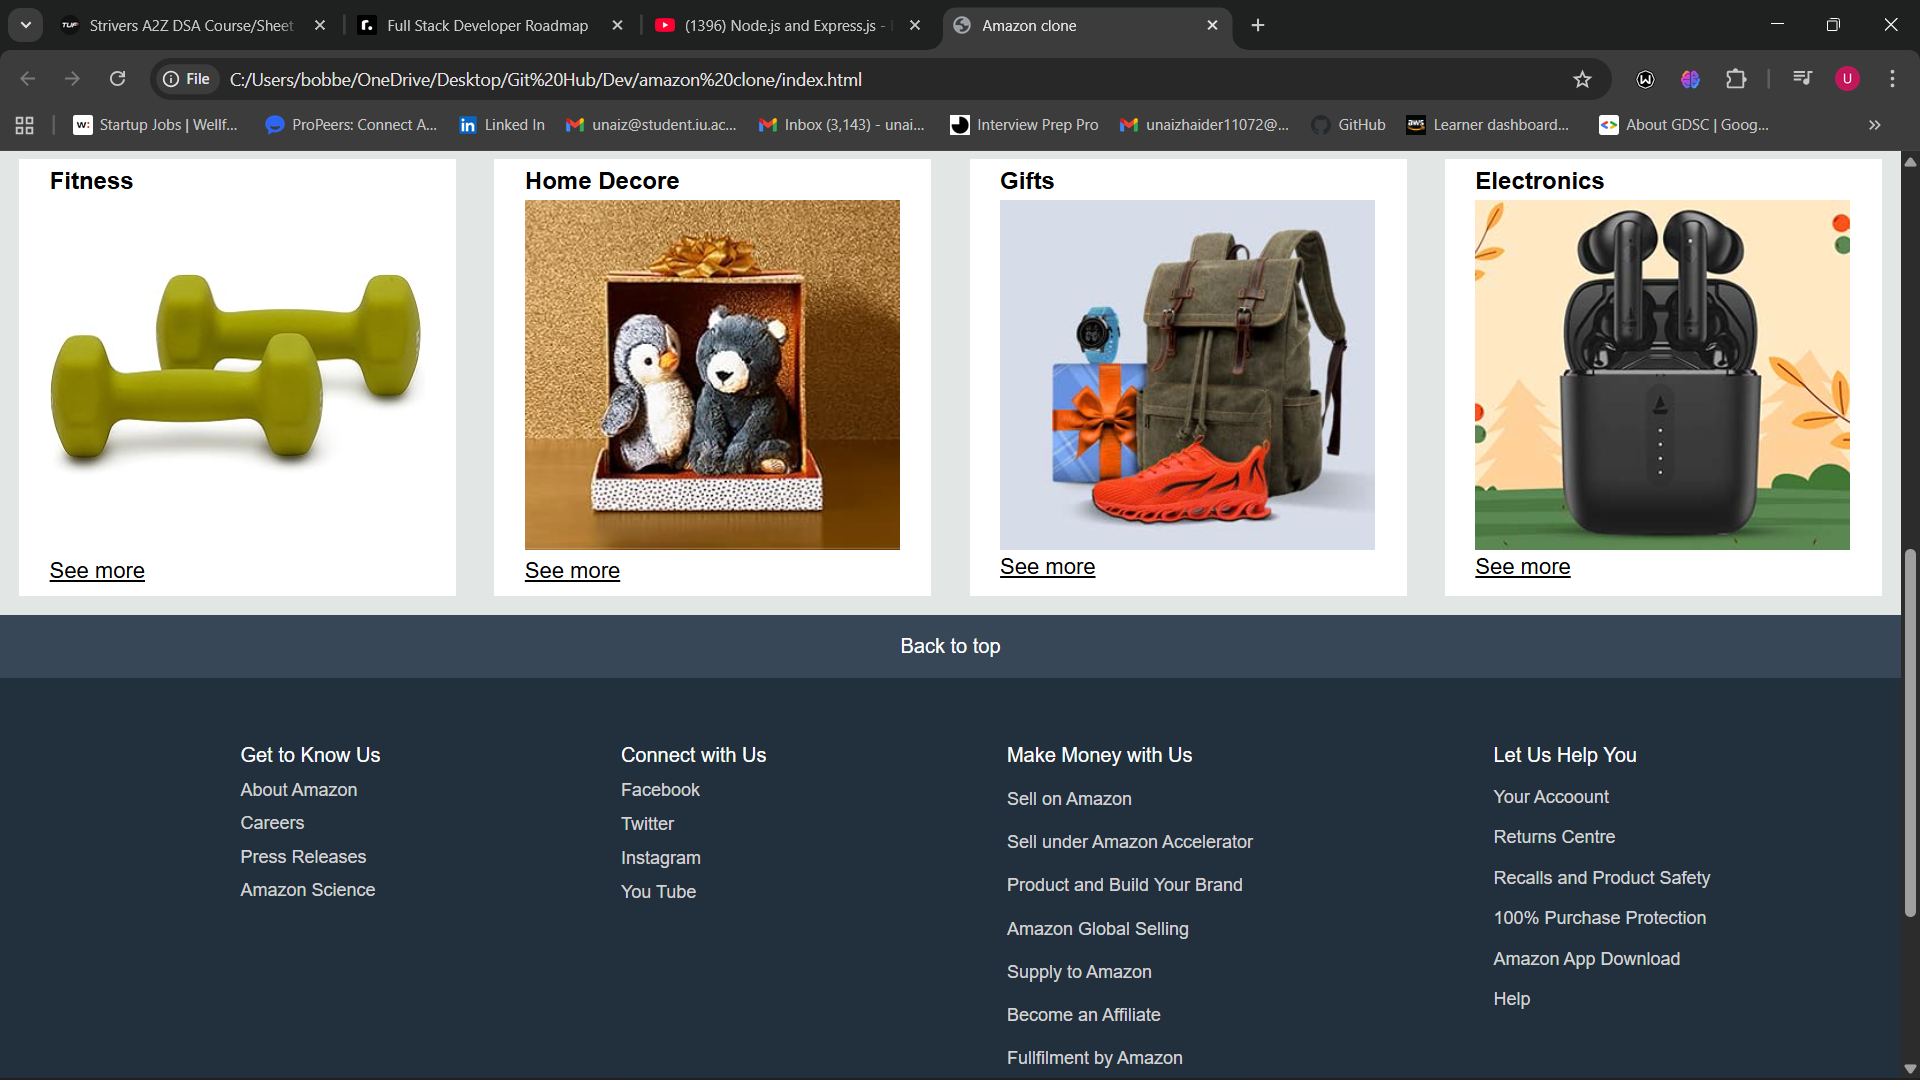 Strivers A2Z DSA Course/Sheet
Full Stack Developer Roadmap
(1396) Node.js and Express.js -
Amazon clone
File
C:/Users/bobbe/OneDrive/Desktop/Git%20Hub/Dev/amazon%20clone/index.html
U
w: Startup Jobs | Wellf...
ProPeers: Connect A...
in Linked In
unaiz@student.iu.ac...
Inbox (3,143) - unai...
Interview Prep Pro
unaizhaider11072@...
GitHub
aws Learner dashboard...
About GDSC | Goog...
Fitness
Home Decore
Gifts
Electronics
See more
See more
See more
See more
Back to top
Get to Know Us
About Amazon
Careers
Press Releases
Amazon Science
Connect with Us
Facebook
Twitter
Instagram
You Tube
Make Money with Us
Sell on Amazon
Sell under Amazon Accelerator
Product and Build Your Brand
Amazon Global Selling
Supply to Amazon
Become an Affiliate
Fullfilment by Amazon
Let Us Help You
Your Accoount
Returns Centre
Recalls and Product Safety
100% Purchase Protection
Amazon App Download
Help